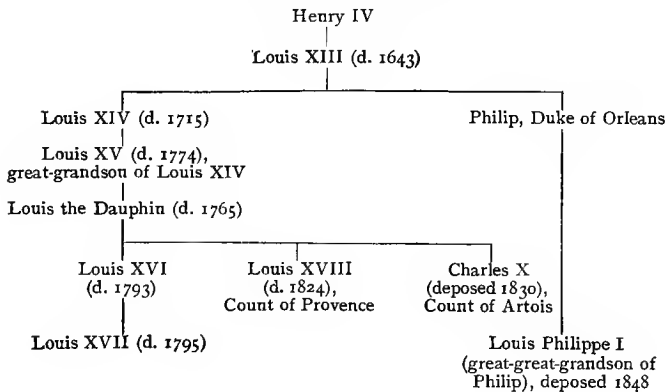 Henry IV
Louis XIII (d. 1643)
Louis XIV (d. 1715)
Philip, Duke of Orleans
Louis XV (d. 1774),
great-grandson of Louis XIV
Louis the Dauphin (d. 1765)
Louis XVI
(d. 1793)
Louis XVIII
(d. 1824),
Count of Provence
Charles X
(deposed 1830),
Count of Artois
Louis XVII (d. 1795)
Louis Philippe I
(great-great-grandson of
Philip), deposed 1848